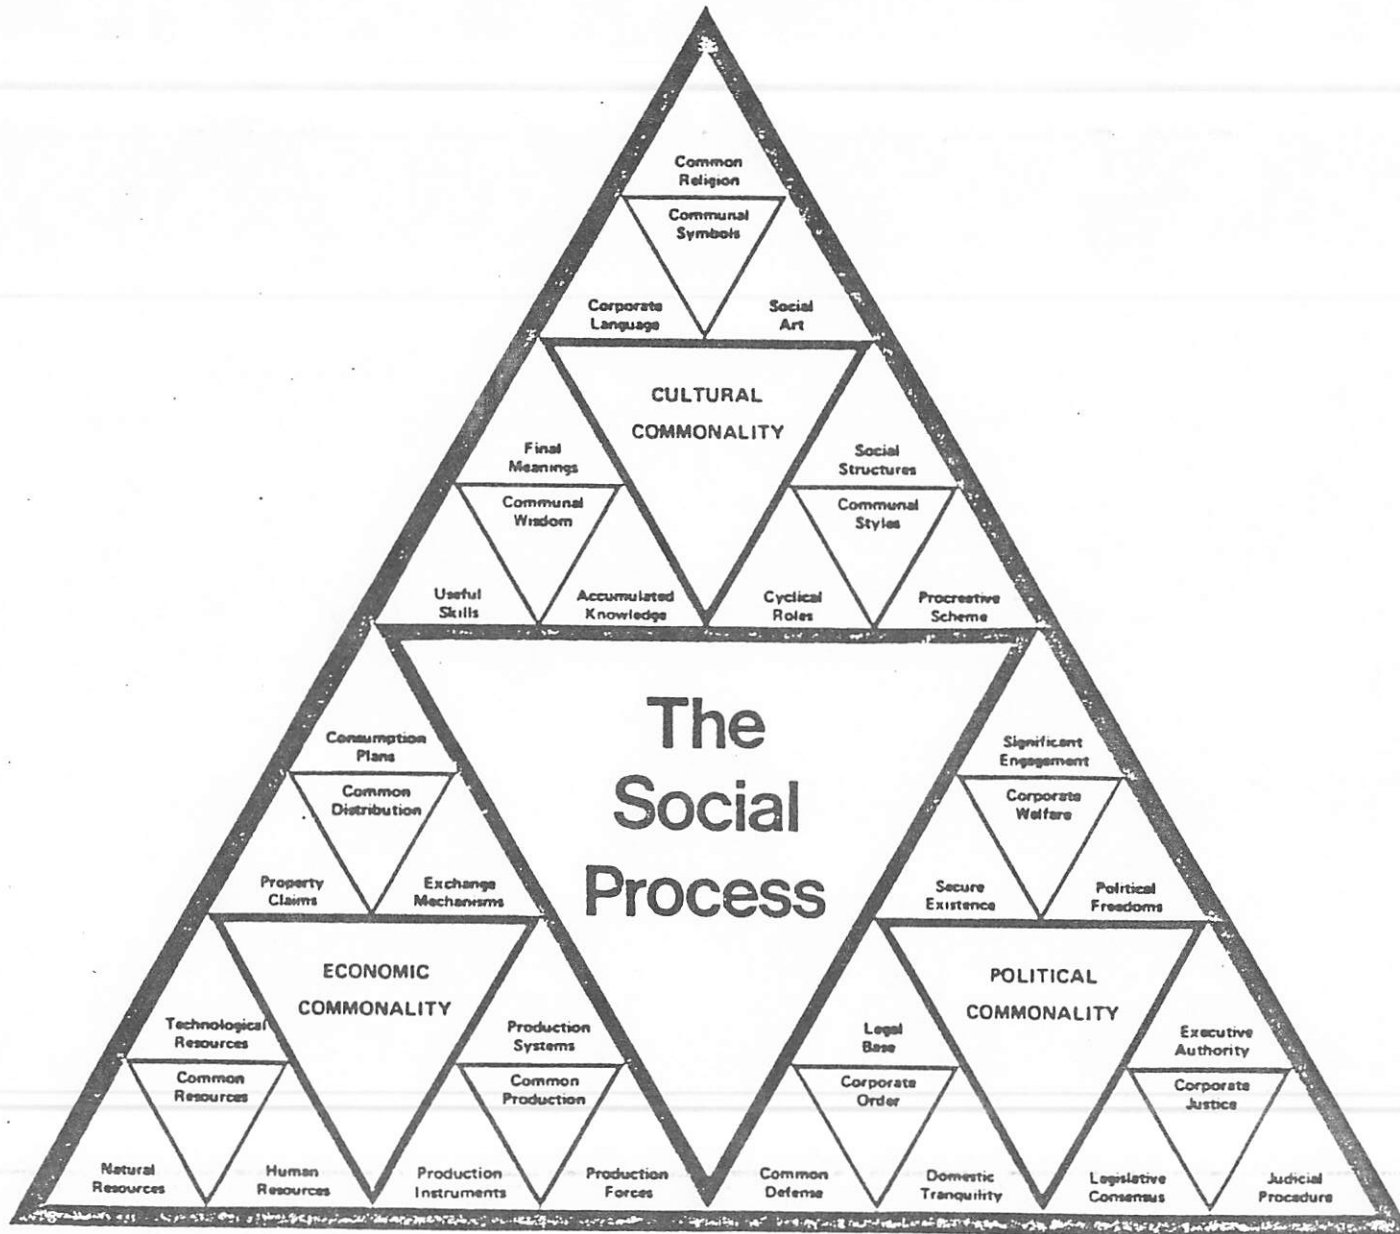 Common
Religion
Communal
Symbols
Corporate
Language
Social
Art
CULTURAL
COMMONALITY
Final
Meanings
Communal
Wisdom
Useful
Skills
Accumulated
Knowledge
Social
Structures
Communal
Styles
Cyclical
Roles
Procreative
Scheme
The
Social
Process
Consumption
Plans
Common
Distribution
Property
Claims
Exchange
Mechanisms
ECONOMIC
COMMONALITY
Technological
Resources
Common
Resources
Natural
Resources
Human
Resources
Production
Systems
Common
Production
Production
Instruments
Production
Forces
Significant
Engagement
Corporate
Welfare
Secure
Existence
Political
Freedoms
POLITICAL
COMMONALITY
Legal
Base
Corporate
Order
Common
Defense
Domestic
Tranquility
Executive
Authority
Corporate
Justice
Legislative
Consensus
Judicial
Procedure